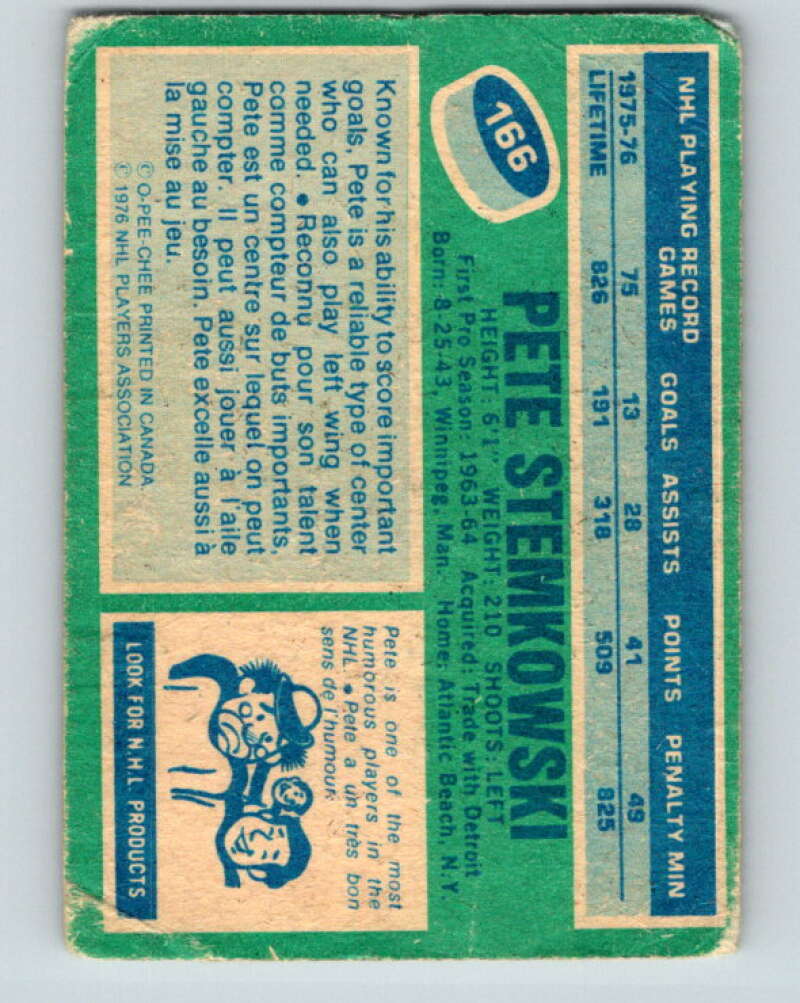 NHL PLAYING RECORD
GAMES GOALS ASSISTS POINTS PENALTY MIN
1975-76 75 13 28 41 49
LIFETIME 826 191 318 509 825
166
PETE STEMKOWSKI
HEIGHT: 6'1" WEIGHT: 210 SHOOTS: LEFT
First Pro Season: 1963-64 Acquired: Trade with Detroit
Born: 8-25-43, Winnipeg, Man. Home: Atlantic Beach, N.Y.
Known for his ability to score important
goals, Pete is a reliable type of center
who can also play left wing when
needed. • Reconnu pour son talent
comme compteur de buts importants,
Pete est un centre sur lequel on peut
compter. Il peut aussi jouer à l'aile
gauche au besoin. Pete excelle aussi à
la mise au jeu.
© O-PEE-CHEE PRINTED IN CANADA.
© 1976 NHL PLAYERS ASSOCIATION
Pete is one of the most
humorous players in the
NHL. • Pete a un très bon
sens de l'humour.
LOOK FOR N.H.L. PRODUCTS